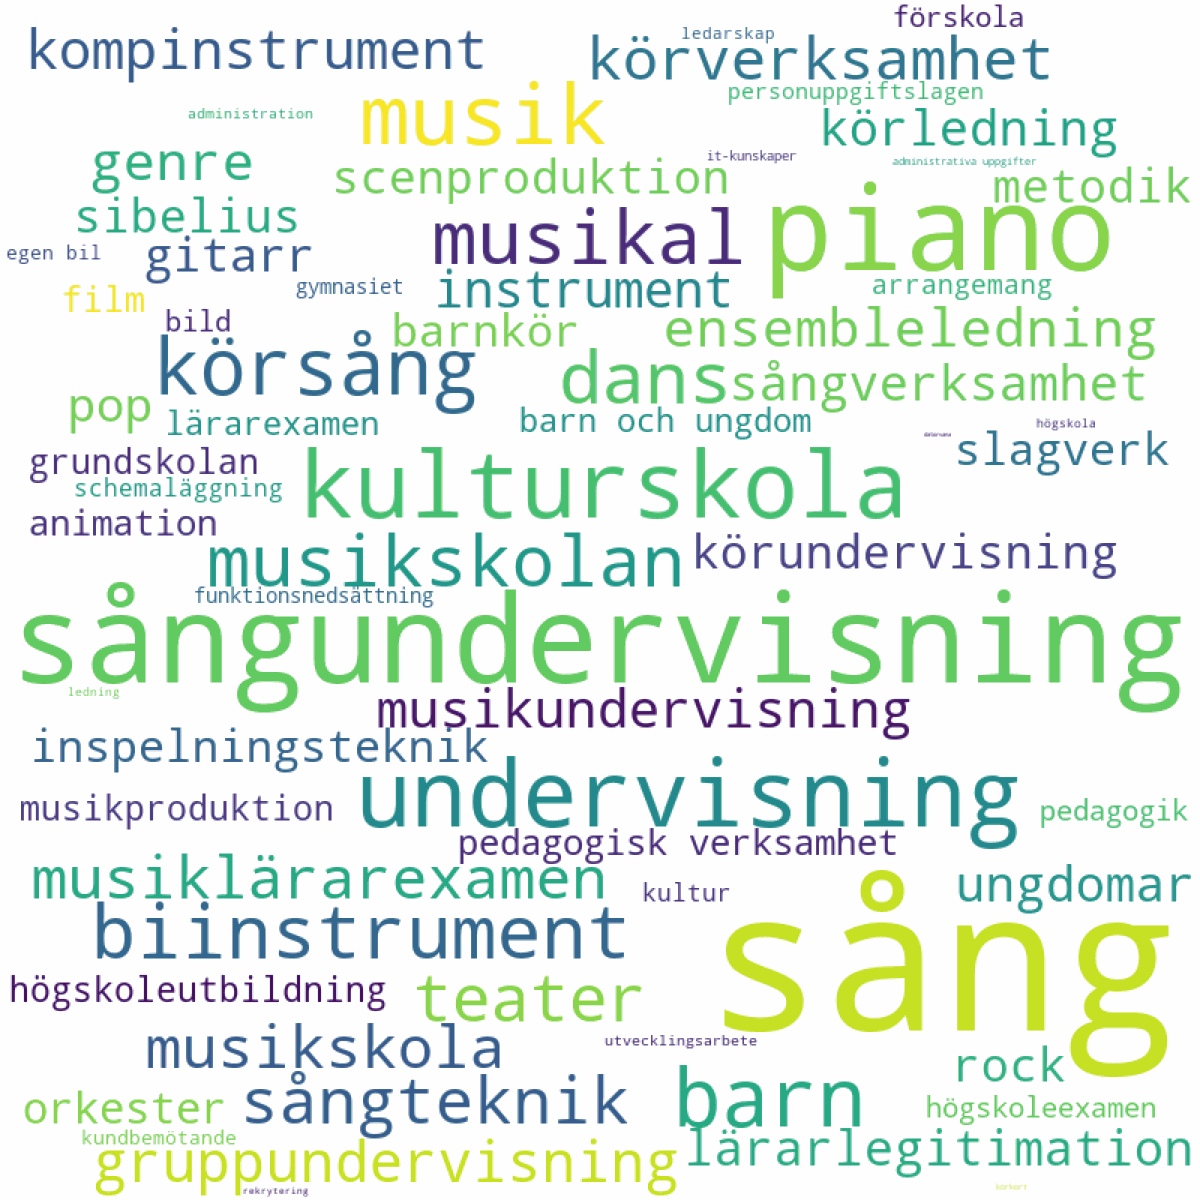 förskola
kompinstrument
ledarskap
körverksamhet
personuppgiftslagen
musik
administration
körledning
genre
it-kunskaper
administrativa uppgifter
scenproduktion
metodik
sibelius
musikal
piano
egen bil
gitarr
gymnasiet
instrument
arrangemang
film
bild
barnkör
ensembleledning
körsång
dans
sångverksamhet
pop
lärarexamen
barn och ungdom
högskola
datorvana
slagverk
grundskolan
schemaläggning
kulturskola
animation
musikskolan
körundervisning
funktionsnedsättning
sångundervisning
ledning
musikundervisning
inspelningsteknik
undervisning
musikproduktion
pedagogik
pedagogisk verksamhet
musiklärarexamen
kultur
ungdomar
biinstrument
sång
högskoleutbildning
teater
musikskola
utvecklingsarbete
rock
orkester
sångteknik
barn
högskoleexamen
kundbemötande
gruppundervisning
lärarlegitimation
rekrytering
körkort